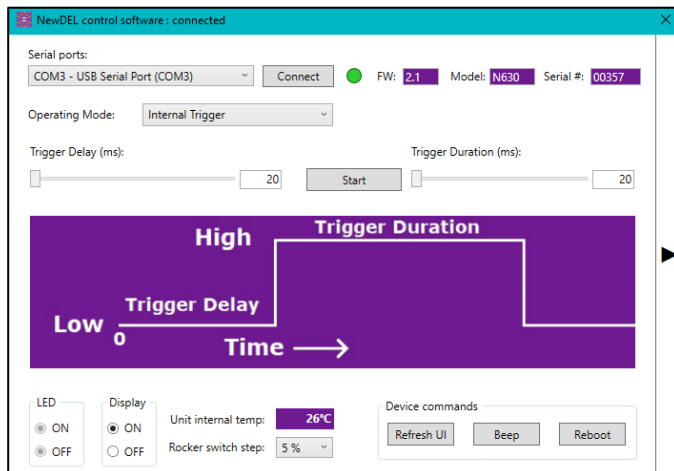 NewDEL control software : connected
Serial ports:
COM3 - USB Serial Port (COM3) Connect FW: 2.1 Model: N630 Serial #: 00357
Operating Mode: Internal Trigger
Trigger Delay (ms): Trigger Duration (ms):
20 Start 20
High Trigger Duration
Trigger Delay
Low 0
Time
LED Display Device commands
ON ON Unit internal temp: 26°C
Refresh UI Beep Reboot
OFF OFF Rocker switch step: 5 %